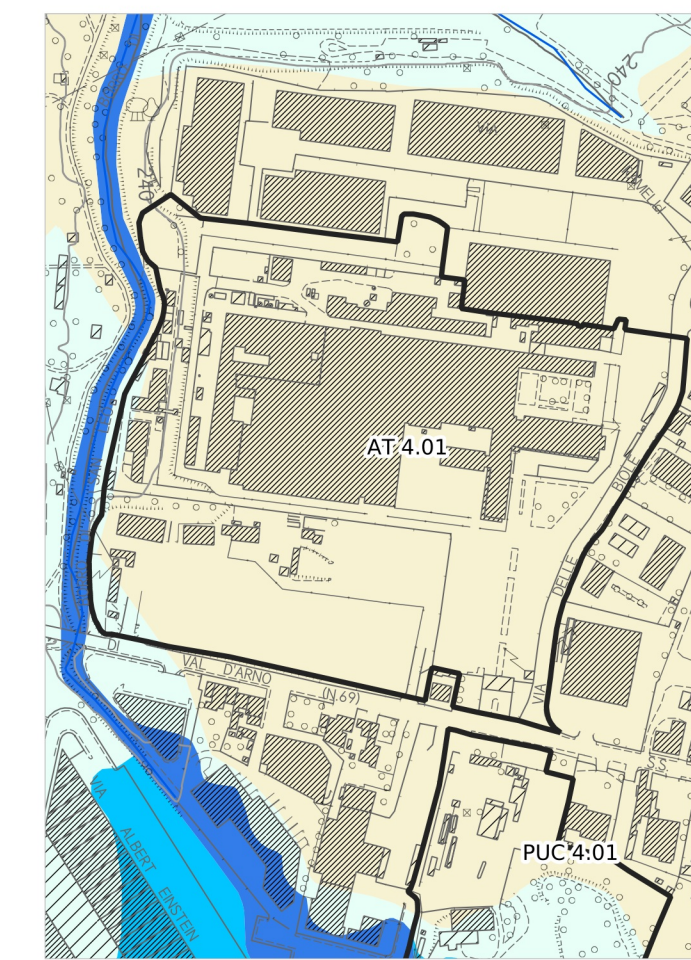 240
240
AT 4.01
DELLE
BIOLE
VIA
DI
VAL D'ARNO
(N.69)
S.S.
PUC 4.01
VIA
ALBERT
EINSTEIN